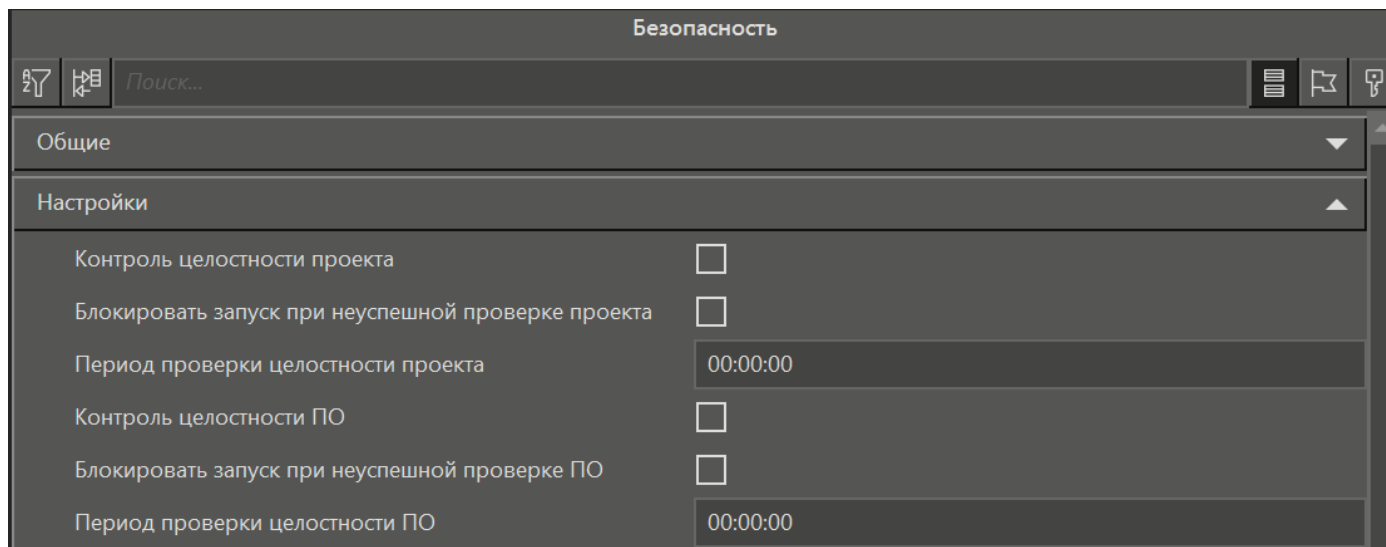 Безопасность
Поиск...
Общие
Настройки
Контроль целостности проекта
Блокировать запуск при неуспешной проверке проекта
Период проверки целостности проекта 00:00:00
Контроль целостности ПО
Блокировать запуск при неуспешной проверке ПО
Период проверки целостности ПО 00:00:00